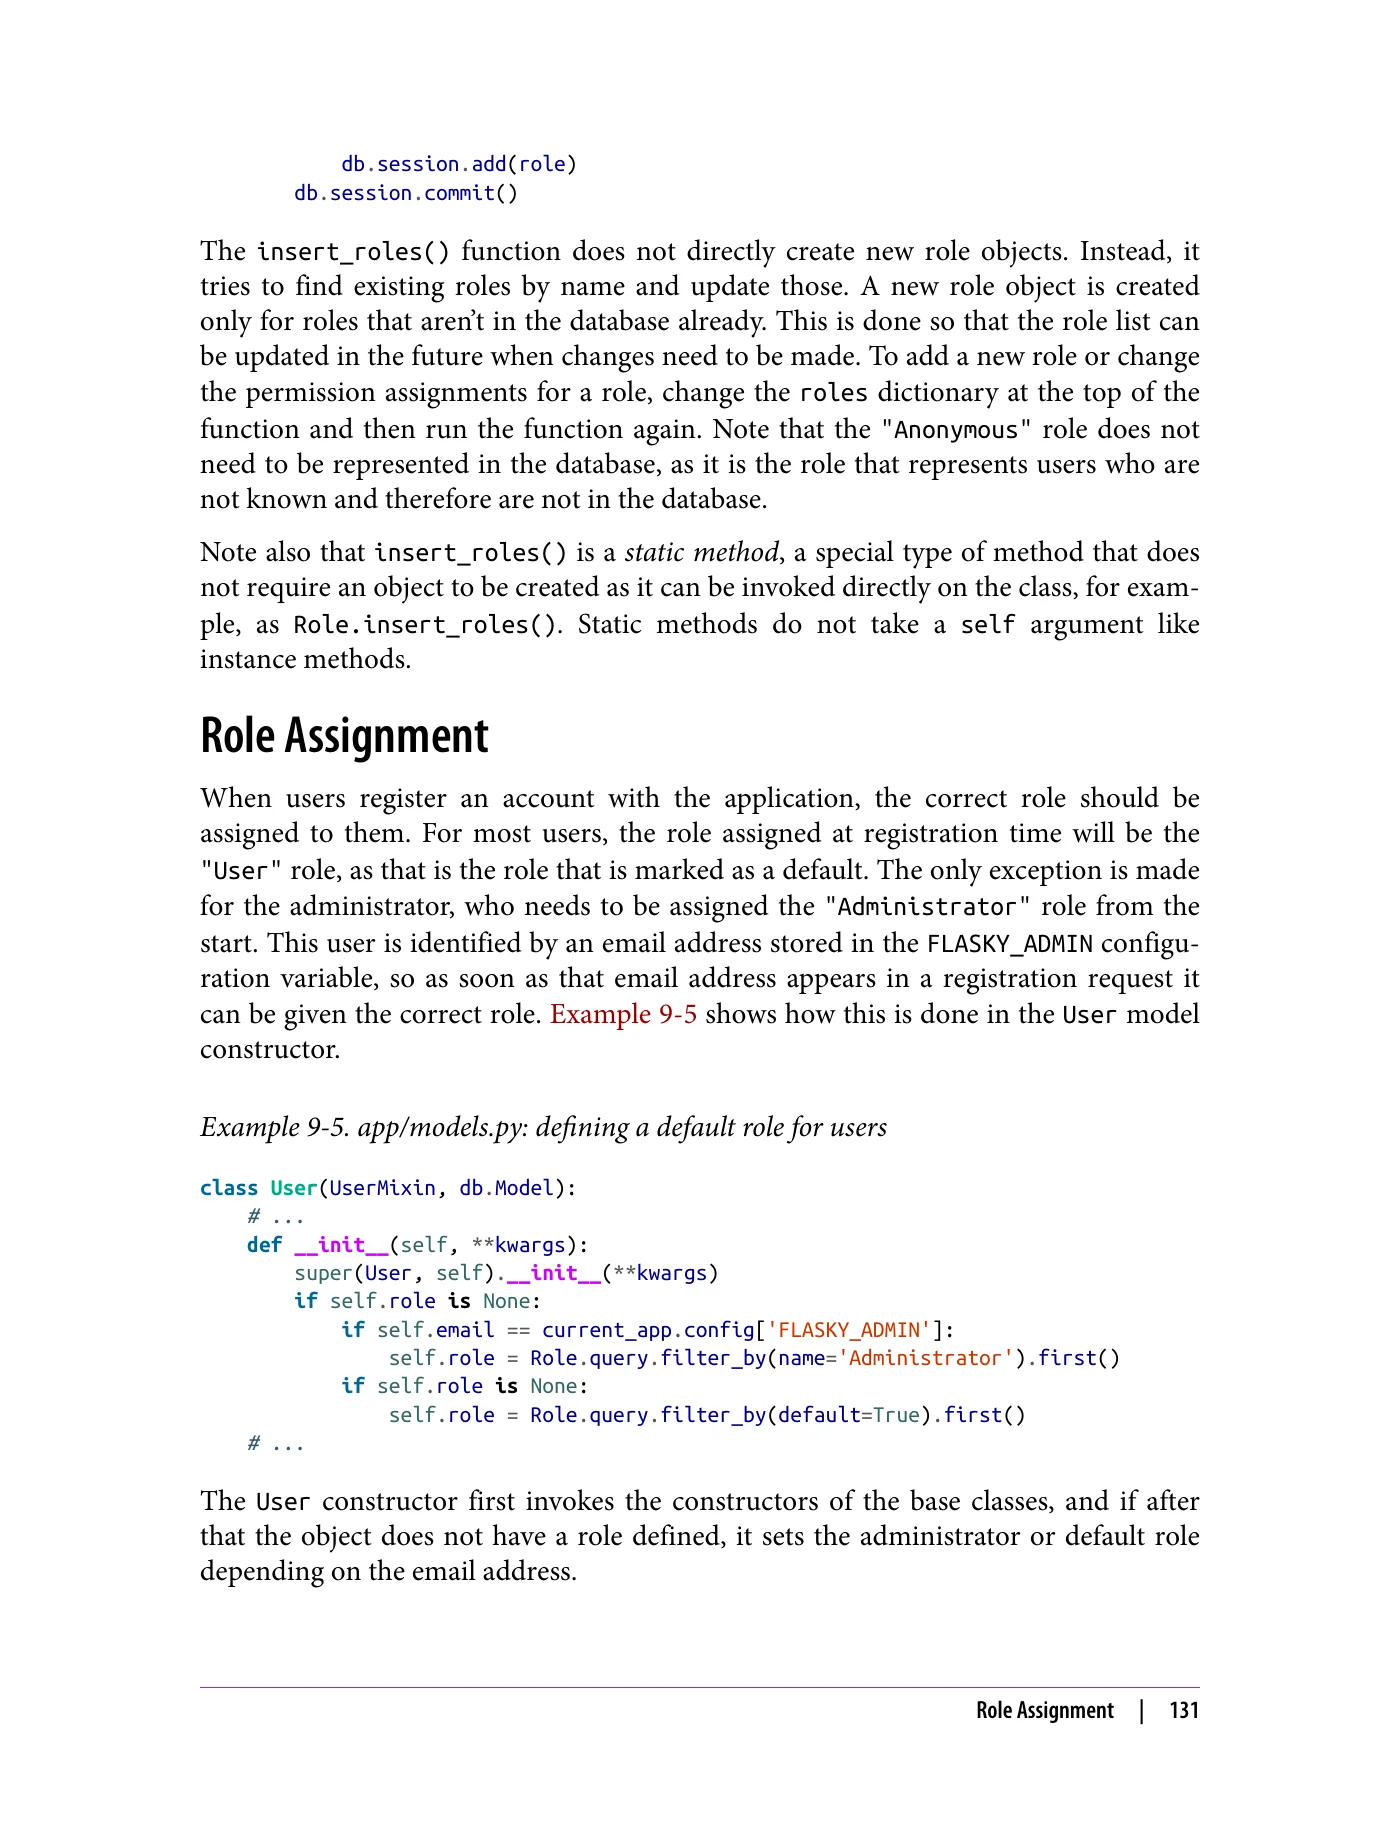 db.session.add(role)
        db.session.commit()
The insert_roles() function does not directly create new role objects. Instead, it
tries to find existing roles by name and update those. A new role object is created
only for roles that aren’t in the database already. This is done so that the role list can
be updated in the future when changes need to be made. To add a new role or change
the permission assignments for a role, change the roles dictionary at the top of the
function and then run the function again. Note that the "Anonymous" role does not
need to be represented in the database, as it is the role that represents users who are
not known and therefore are not in the database.
Note also that insert_roles() is a static method, a special type of method that does
not require an object to be created as it can be invoked directly on the class, for exam-
ple, as Role.insert_roles(). Static methods do not take a self argument like
instance methods.
Role Assignment
When users register an account with the application, the correct role should be
assigned to them. For most users, the role assigned at registration time will be the
"User" role, as that is the role that is marked as a default. The only exception is made
for the administrator, who needs to be assigned the "Administrator" role from the
start. This user is identified by an email address stored in the FLASKY_ADMIN configu-
ration variable, so as soon as that email address appears in a registration request it
can be given the correct role. Example 9-5 shows how this is done in the User model
constructor.
Example 9-5. app/models.py: defining a default role for users
class User(UserMixin, db.Model):
    # ...
    def __init__(self, **kwargs):
        super(User, self).__init__(**kwargs)
        if self.role is None:
            if self.email == current_app.config['FLASKY_ADMIN']:
                self.role = Role.query.filter_by(name='Administrator').first()
            if self.role is None:
                self.role = Role.query.filter_by(default=True).first()
    # ...
The User constructor first invokes the constructors of the base classes, and if after
that the object does not have a role defined, it sets the administrator or default role
depending on the email address.
Role Assignment | 131